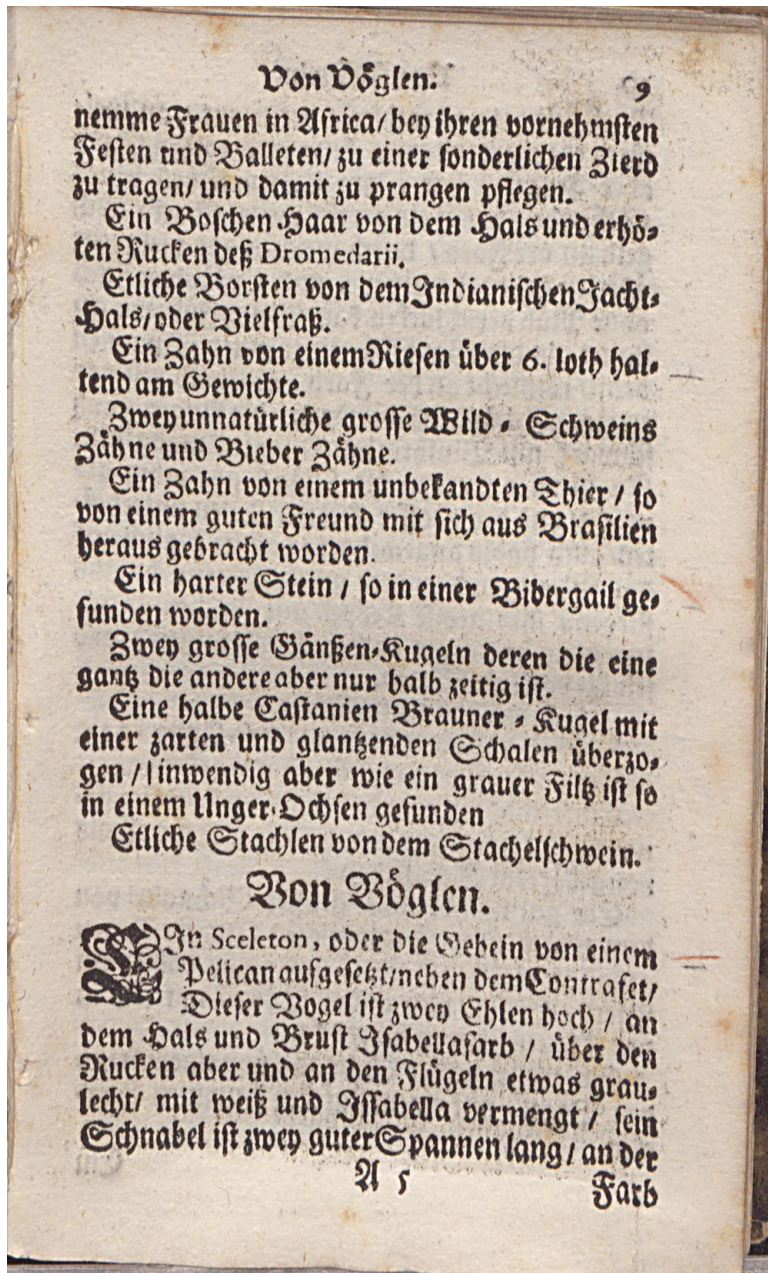 Von Vöglen. 9
nemme Frauen in Africa/ bey ihren vornehmsten
Festen und Balleten/ zu einer sonderlichen Zierd
zu tragen/ und damit zu prangen pflegen.
Ein Boschen Haar von dem Hals und erhö-
ten Rucken deß Dromedarii.
Etliche Borsten von dem Indianischen Jacht-
Hals/ oder Vielfraß.
Ein Zahn von einem Riesen über 6. loth hal-
tend am Gewichte.
Zwey unnatürliche grosse Wild-Schweins
Zähne und Bieber Zähne.
Ein Zahn von einem unbekandten Thier / so
von einem guten Freund mit sich aus Brasilien
heraus gebracht worden.
Ein harter Stein / so in einer Bibergail ge-
funden worden.
Zwey grosse Gänßen-Kugeln deren die eine
gantz die andere aber nur halb zeitig ist.
Eine halbe Castanien Brauner-Kugel mit
einer zarten und glantzenden Schalen überzo-
gen / inwendig aber wie ein grauer Filtz ist so
in einem Unger-Ochsen gefunden
Etliche Stachlen von dem Stachelschwein.
Von Vöglen.
EIn Sceleton, oder die Gebein von einem
Pelican aufgesetzt/ neben dem Contrafet/
Dieser Vogel ist zwey Ehlen hoch / an
dem Hals und Brust Isabellafarb / über den
Rucken aber und an den Flügeln etwas grau-
lecht/ mit weiß und Issabella vermengt / sein
Schnabel ist zwey guter Spannen lang / an der
A 5 Farb